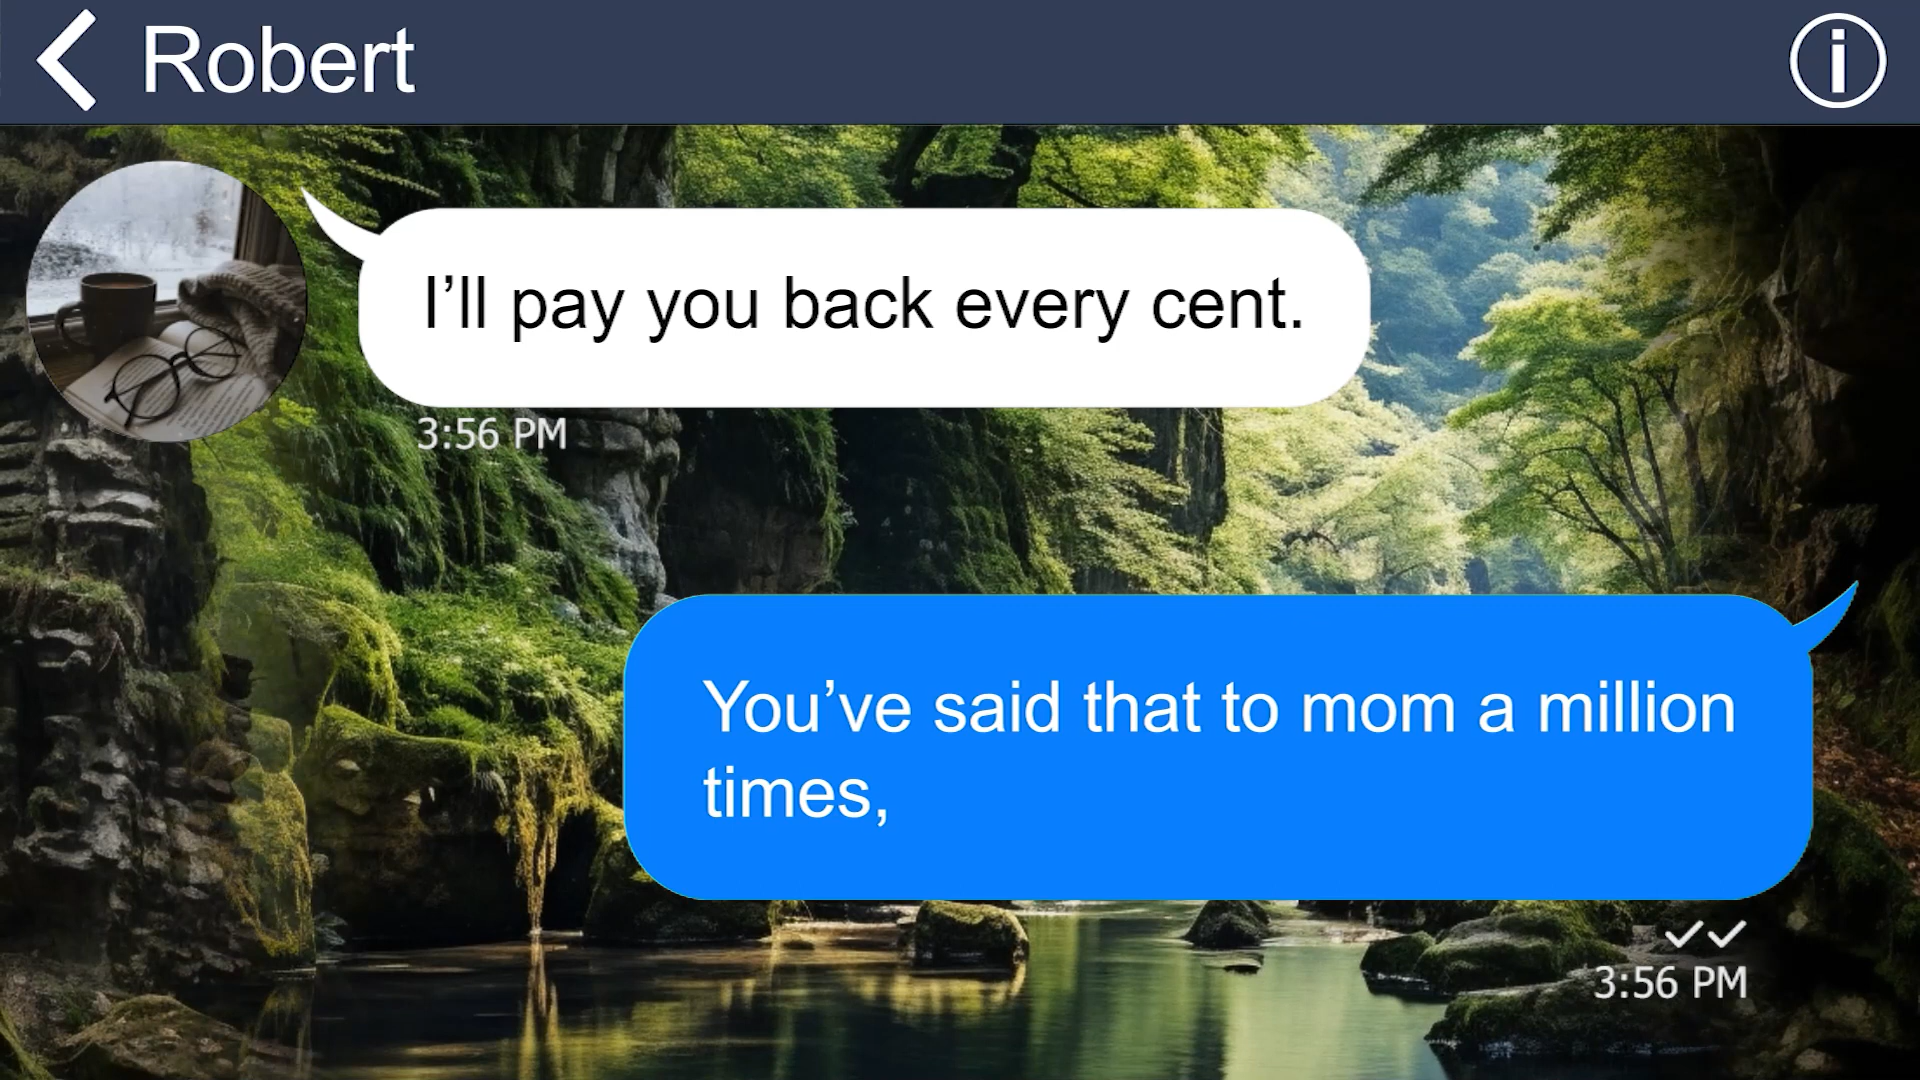 Robert
I’ll pay you back every cent.
3:56 PM
You’ve said that to mom a million
times,
3:56 PM